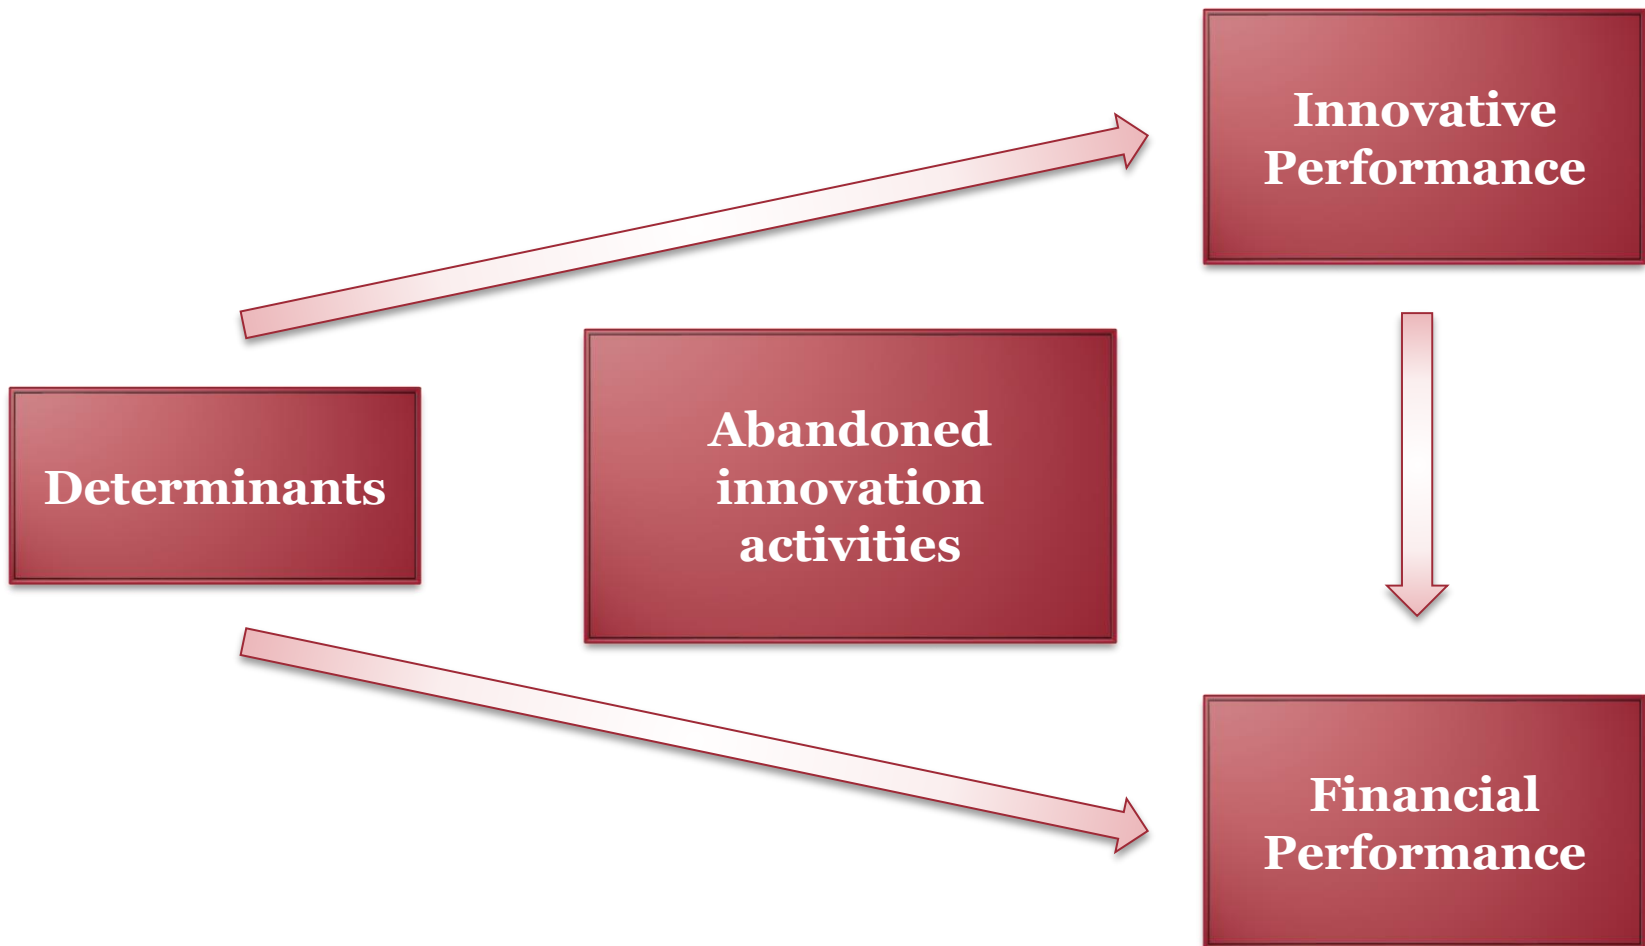 Innovative
Performance
Determinants
Abandoned
innovation
activities
Financial
Performance